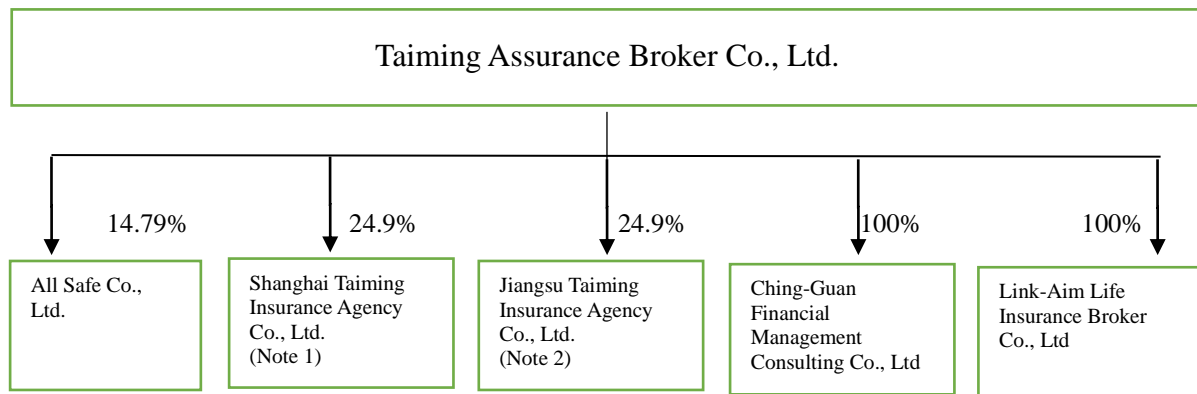 Taiming Assurance Broker Co., Ltd.
14.79%
24.9%
24.9%
100%
100%
All Safe Co.,
Ltd.
Shanghai Taiming
Insurance Agency
Co., Ltd.
(Note 1)
Jiangsu Taiming
Insurance Agency
Co., Ltd.
(Note 2)
Ching-Guan
Financial
Management
Consulting Co., Ltd
Link-Aim Life
Insurance Broker
Co., Ltd